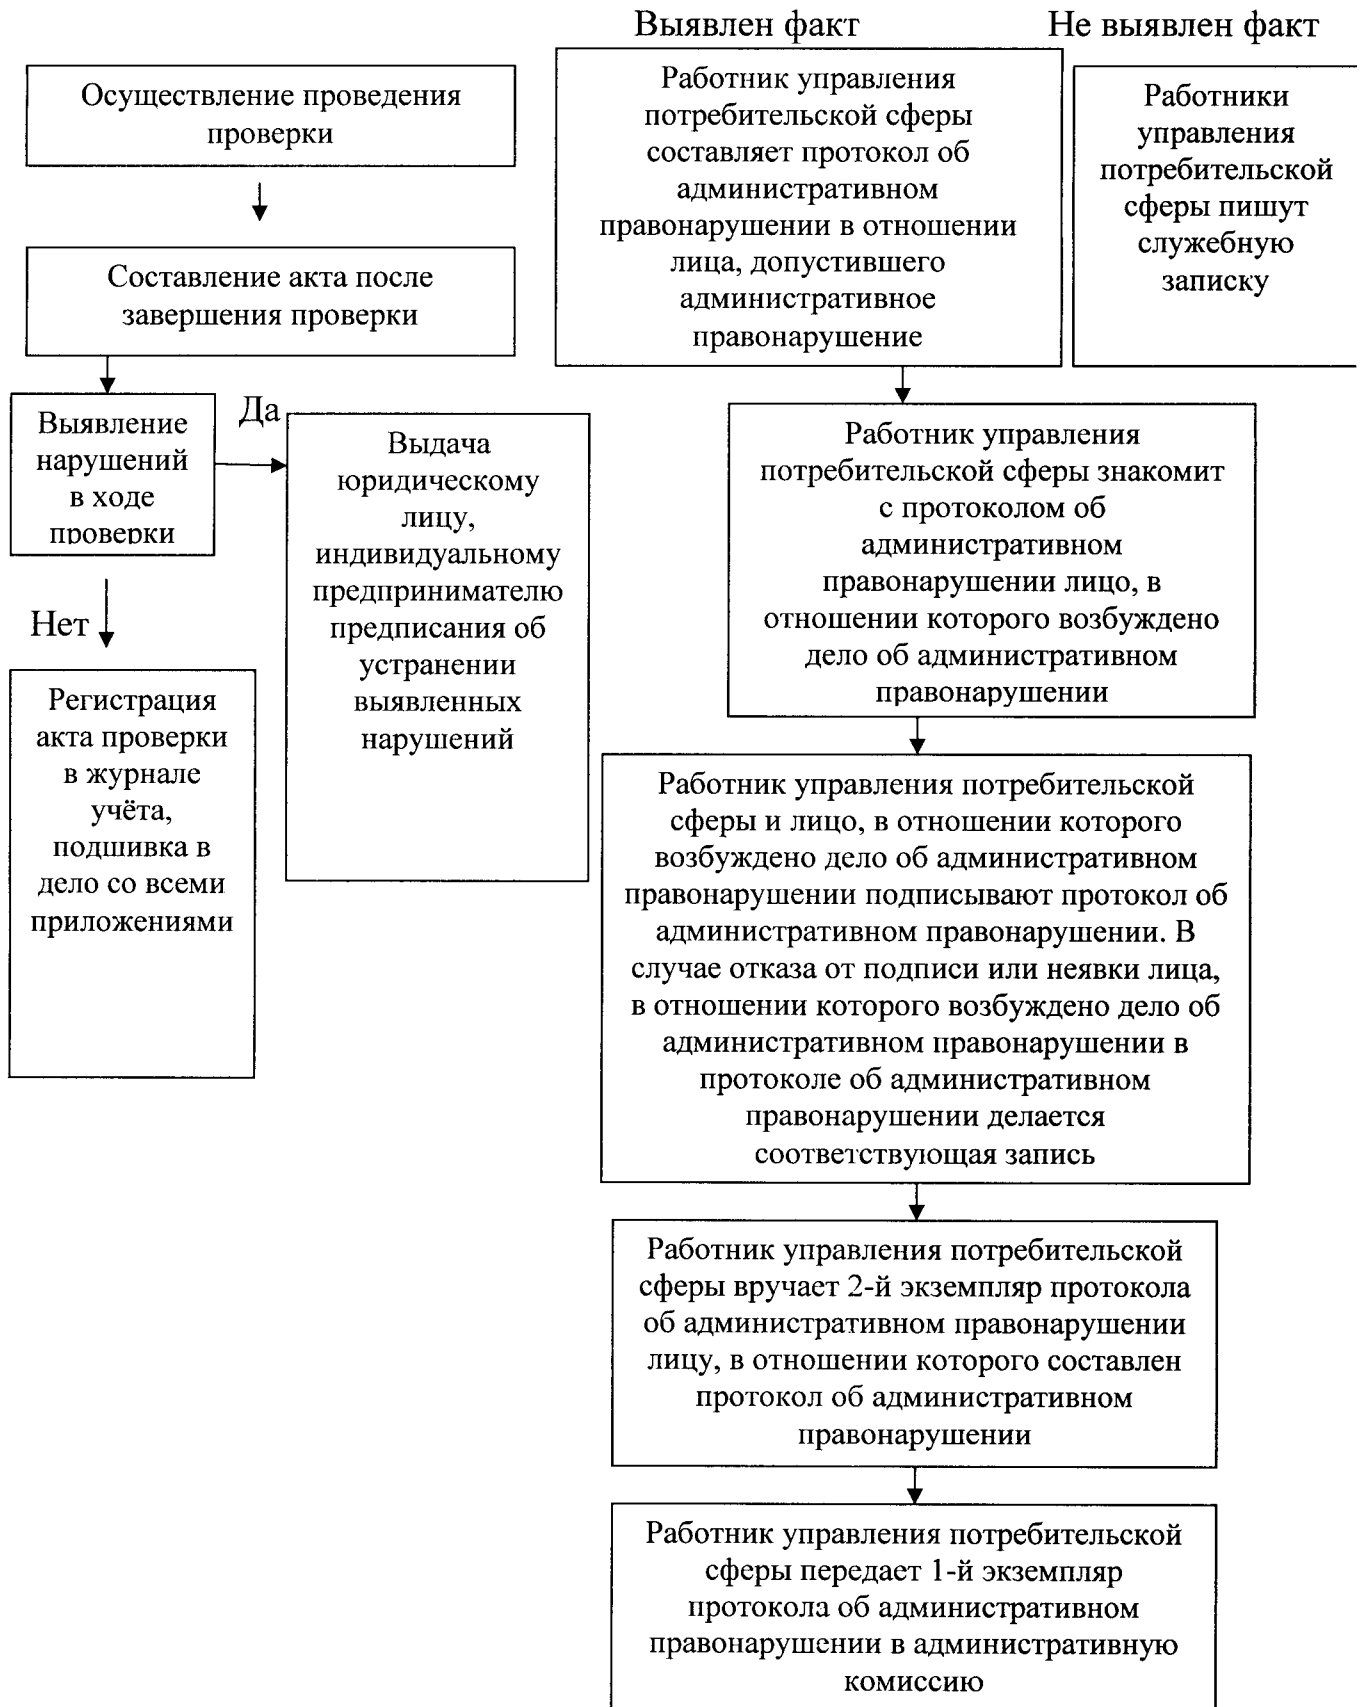 Выявлен факт
Не выявлен факт
Осуществление проведения
проверки
Составление акта после
завершения проверки
Выявление
нарушений
в ходе
проверки
Да
Нет
Выдача
юридическому
лицу,
индивидуальному
предпринимателю
предписания об
устранении
выявленных
нарушений
Регистрация
акта проверки
в журнале
учёта,
подшивка в
дело со всеми
приложениями
Работник управления
потребительской сферы
составляет протокол об
административном
правонарушении в отношении
лица, допустившего
административное
правонарушение
Работники
управления
потребительской
сферы пишут
служебную
записку
Работник управления
потребительской сферы знакомит
с протоколом об
административном
правонарушении лицо, в
отношении которого возбуждено
дело об административном
правонарушении
Работник управления потребительской
сферы и лицо, в отношении которого
возбуждено дело об административном
правонарушении подписывают протокол об
административном правонарушении. В
случае отказа от подписи или неявки лица,
в отношении которого возбуждено дело об
административном правонарушении в
протоколе об административном
правонарушении делается
соответствующая запись
Работник управления потребительской
сферы вручает 2-й экземпляр протокола
об административном правонарушении
лицу, в отношении которого составлен
протокол об административном
правонарушении
Работник управления потребительской
сферы передает 1-й экземпляр
протокола об административном
правонарушении в административную
комиссию